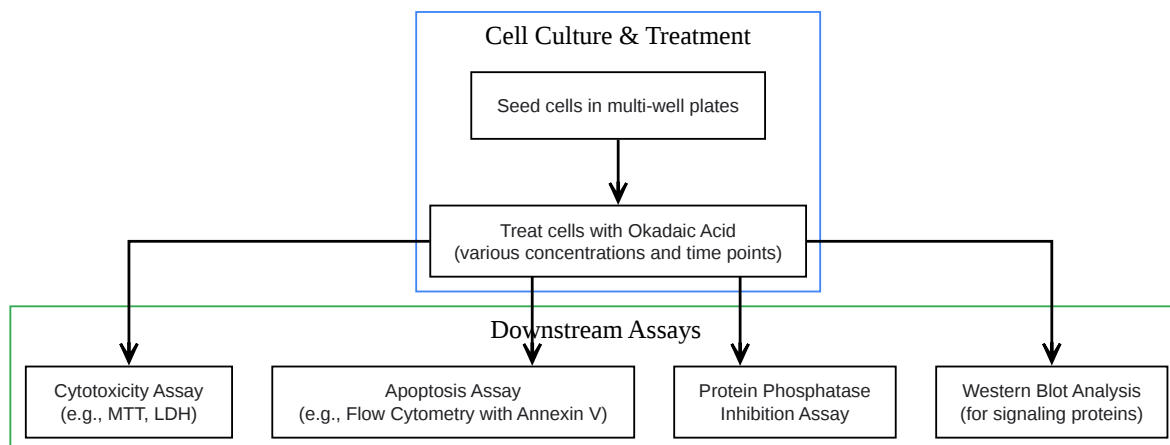 Cell Culture & Treatment
Seed cells in multi-well plates
Treat cells with Okadaic Acid
(various concentrations and time points)
Downstream Assays
Cytotoxicity Assay
(e.g., MTT, LDH)
Apoptosis Assay
(e.g., Flow Cytometry with Annexin V)
Protein Phosphatase
Inhibition Assay
Western Blot Analysis
(for signaling proteins)